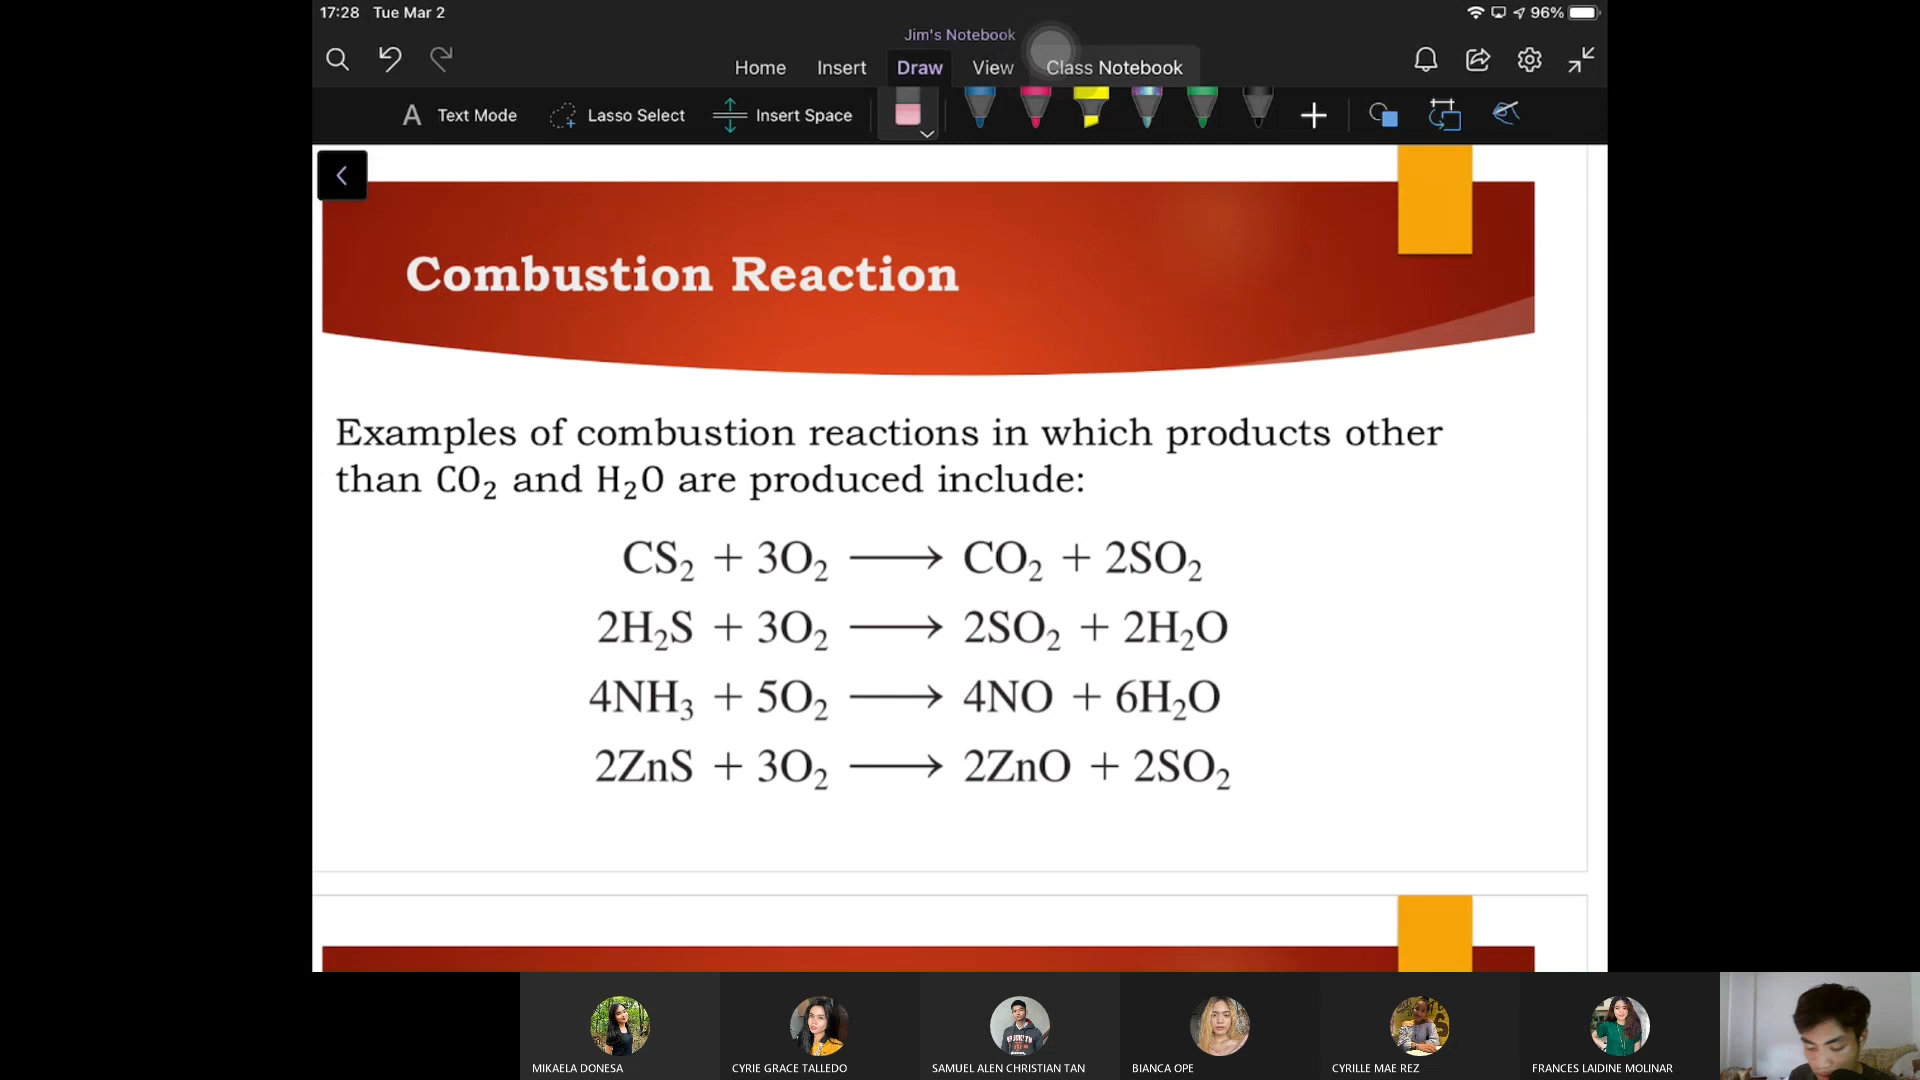 17:28 Tue Mar 2
96%
Jim's Notebook
Home Insert Draw View Class Notebook
A Text Mode Lasso Select Insert Space
Combustion Reaction
Examples of combustion reactions in which products other
than CO₂ and H₂O are produced include:
CS₂ + 3O₂ ⟶ CO₂ + 2SO₂
2H₂S + 3O₂ ⟶ 2SO₂ + 2H₂O
4NH₃ + 5O₂ ⟶ 4NO + 6H₂O
2ZnS + 3O₂ ⟶ 2ZnO + 2SO₂
MIKAELA DONESA CYRIE GRACE TALLEDO SAMUEL ALEN CHRISTIAN TAN BIANCA OPE CYRILLE MAE REZ FRANCES LAIDINE MOLINAR